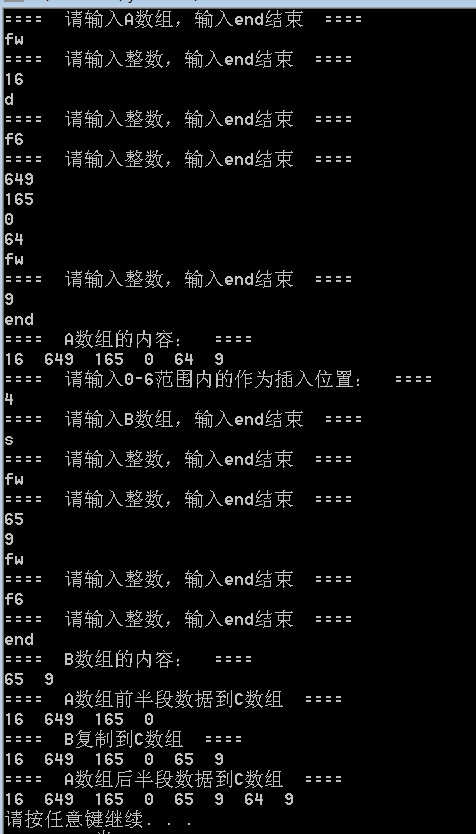 ==== 请输入A数组，输入end结束 ====
fw
==== 请输入整数，输入end结束 ====
16
d
==== 请输入整数，输入end结束 ====
f6
==== 请输入整数，输入end结束 ====
649
165
0
64
fw
==== 请输入整数，输入end结束 ====
9
end
==== A数组的内容： ====
16 649 165 0 64 9
==== 请输入0-6范围内的作为插入位置： ====
4
==== 请输入B数组，输入end结束 ====
s
==== 请输入整数，输入end结束 ====
fw
==== 请输入整数，输入end结束 ====
65
9
fw
==== 请输入整数，输入end结束 ====
f6
==== 请输入整数，输入end结束 ====
end
==== B数组的内容： ====
65 9
==== A数组前半段数据到C数组 ====
16 649 165 0
==== B复制到C数组 ====
16 649 165 0 65 9
==== A数组后半段数据到C数组 ====
16 649 165 0 65 9 64 9
请按任意键继续. . .